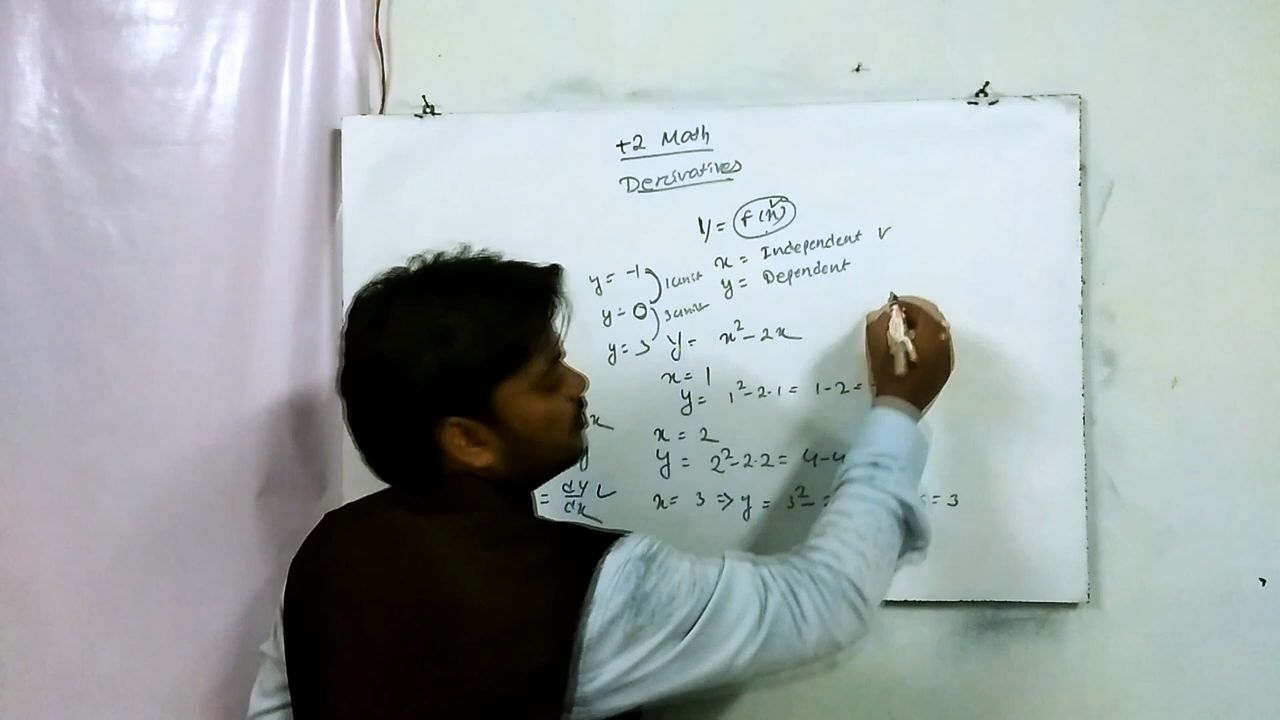 +2 Math
Derivatives
y = f(x)
x = Independent ✓
y = Dependent
y = -1
y = 0
y = 3
y = x² - 2x
x = 1
y = 1² - 2·1 = 1-2 =
x = 2
y = 2² - 2·2 = 4-4
x = 3 ⇒ y = 3² - = 3
x
y
= dy/dx